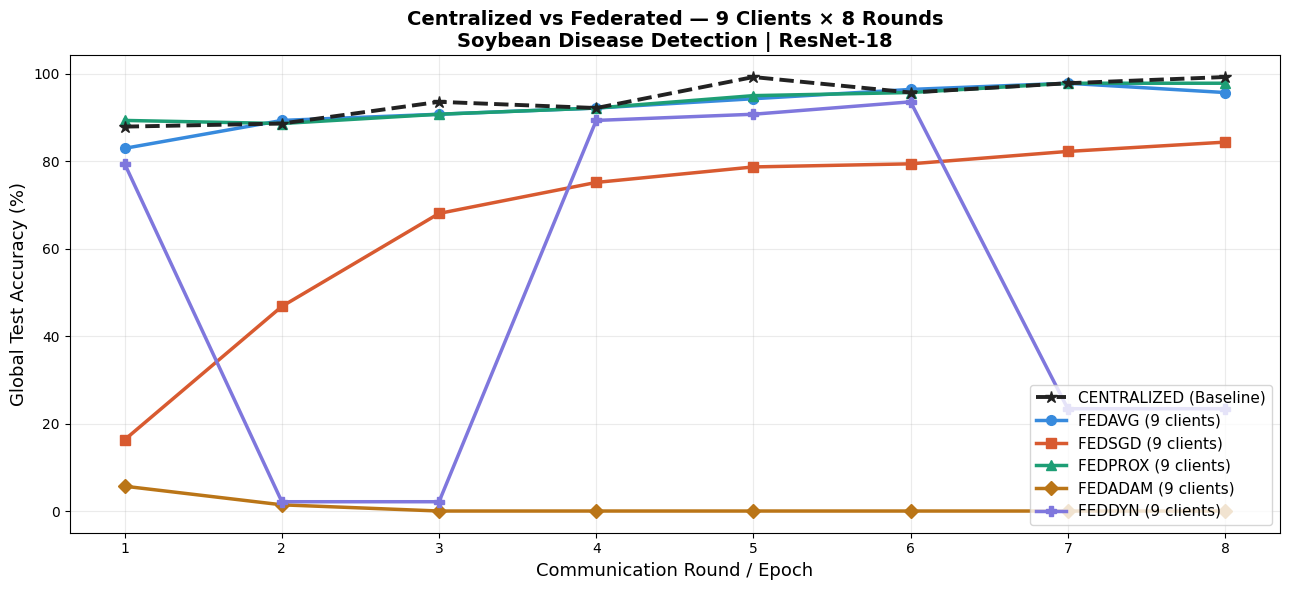 Centralized vs Federated — 9 Clients × 8 Rounds
Soybean Disease Detection | ResNet-18
Global Test Accuracy (%)
100
80
60
40
20
0
CENTRALIZED (Baseline)
FEDAVG (9 clients)
FEDSGD (9 clients)
FEDPROX (9 clients)
FEDADAM (9 clients)
FEDDYN (9 clients)
1 2 3 4 5 6 7 8
Communication Round / Epoch